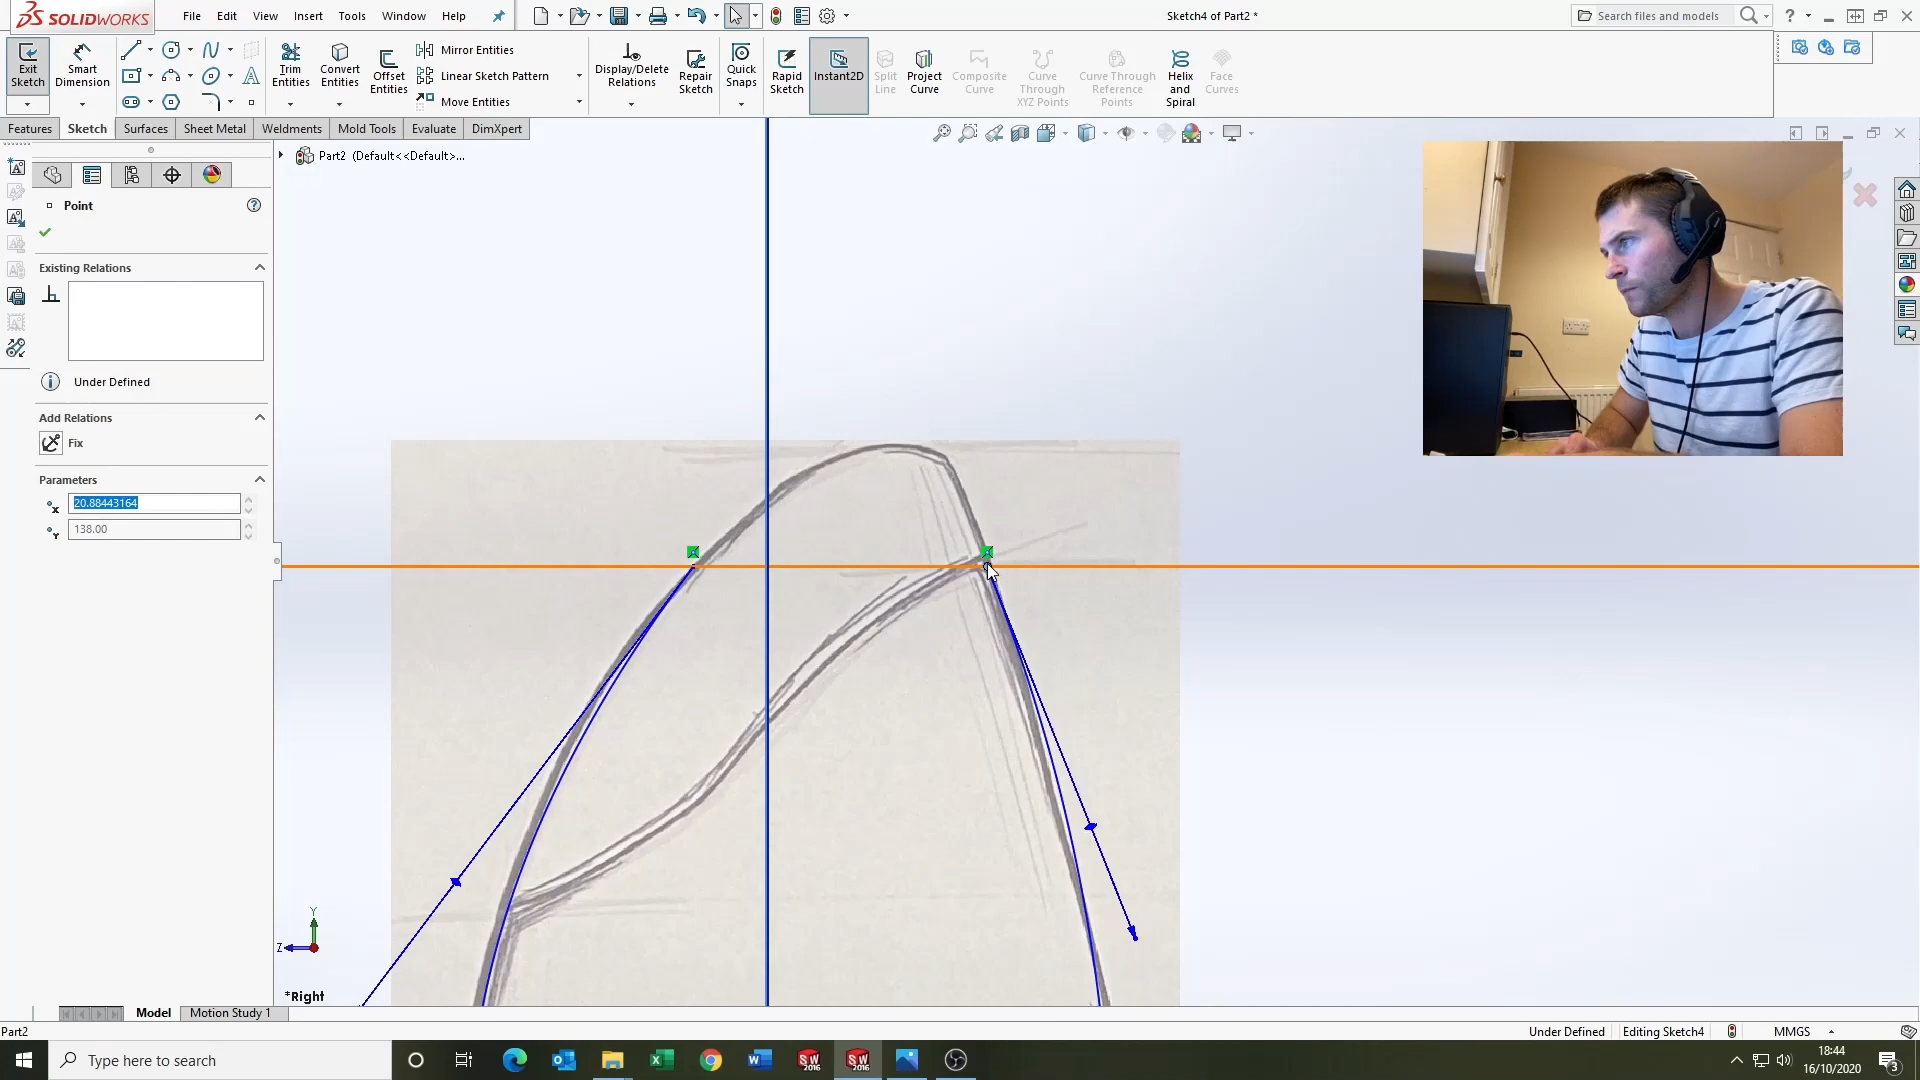 SOLIDWORKS
File Edit View Insert Tools Window Help
Sketch4 of Part2 *
Search files and models
Exit Sketch
Smart Dimension
Trim Entities
Convert Entities
Offset Entities
Mirror Entities
Linear Sketch Pattern
Move Entities
Display/Delete Relations
Repair Sketch
Quick Snaps
Rapid Sketch
Instant2D
Split Line
Project Curve
Composite Curve
Curve Through XYZ Points
Curve Through Reference Points
Helix and Spiral
Face Curves
Features Sketch Surfaces Sheet Metal Weldments Mold Tools Evaluate DimXpert
Part2 (Default<<Default>...
Point
Existing Relations
Under Defined
Add Relations
Fix
Parameters
20.88443164
138.00
Y
Z
*Right
Model Motion Study 1
Part2
Under Defined Editing Sketch4 MMGS
Type here to search
SW 2016
SW 2016
18:44
16/10/2020
3